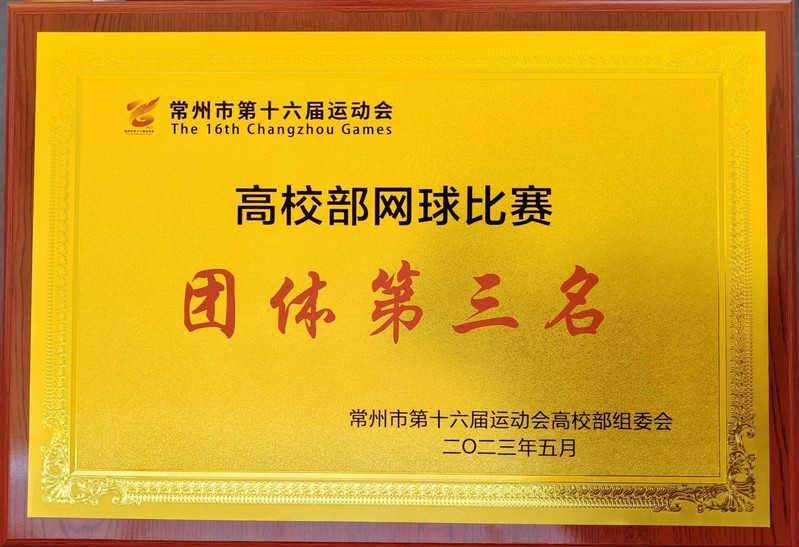 常州市第十六届运动会
The 16th Changzhou Games
高校部网球比赛
团体第三名
常州市第十六届运动会高校部组委会
二〇二三年五月